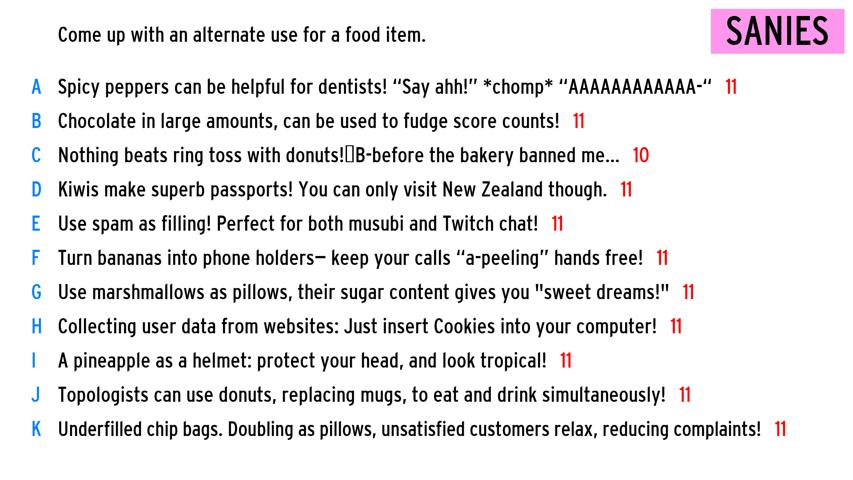 Come up with an alternate use for a food item.
SANIES
A Spicy peppers can be helpful for dentists! “Say ahh!” *chomp* “AAAAAAAAAAAA-“ 11
B Chocolate in large amounts, can be used to fudge score counts! 11
C Nothing beats ring toss with donuts!▯B-before the bakery banned me... 10
D Kiwis make superb passports! You can only visit New Zealand though. 11
E Use spam as filling! Perfect for both musubi and Twitch chat! 11
F Turn bananas into phone holders— keep your calls “a-peeling” hands free! 11
G Use marshmallows as pillows, their sugar content gives you "sweet dreams!" 11
H Collecting user data from websites: Just insert Cookies into your computer! 11
I A pineapple as a helmet: protect your head, and look tropical! 11
J Topologists can use donuts, replacing mugs, to eat and drink simultaneously! 11
K Underfilled chip bags. Doubling as pillows, unsatisfied customers relax, reducing complaints! 11